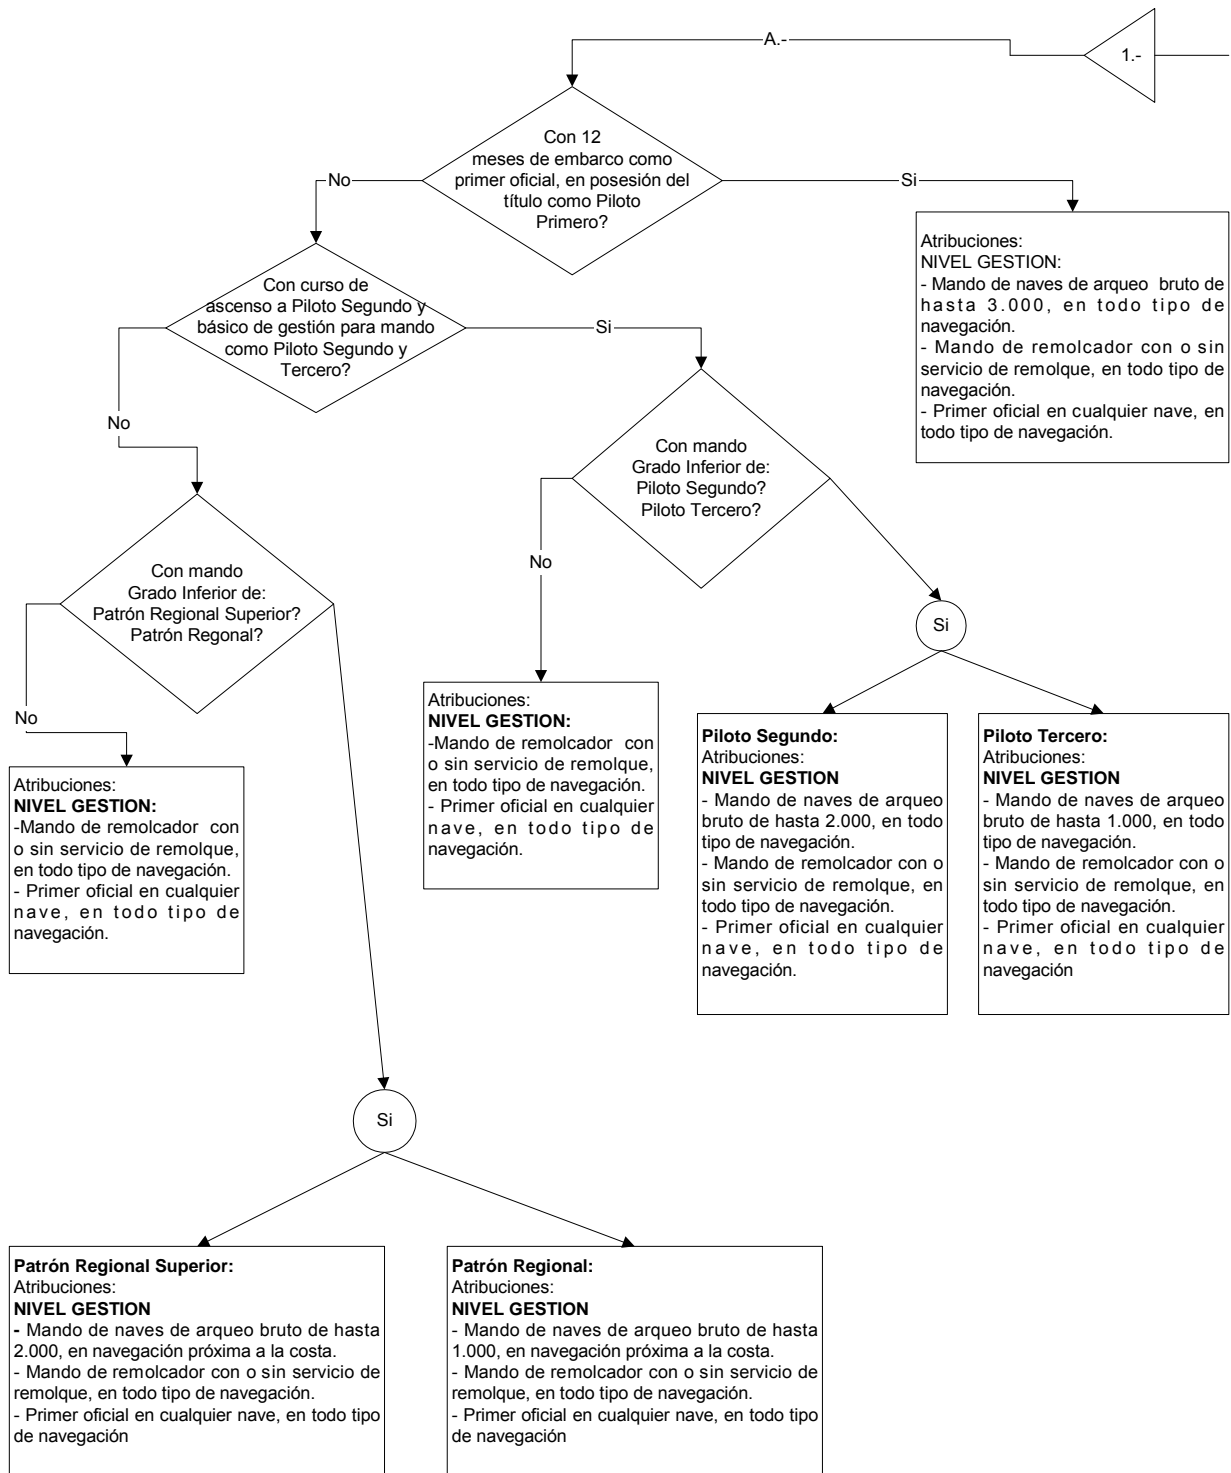 A.-
1.-
Con 12
meses de embarco como
primer oficial, en posesión del
título como Piloto
Primero?
No
Si
Atribuciones:
NIVEL GESTION:
- Mando de naves de arqueo bruto de
hasta 3.000, en todo tipo de
navegación.
- Mando de remolcador con o sin
servicio de remolque, en todo tipo de
navegación.
- Primer oficial en cualquier nave, en
todo tipo de navegación.
Con curso de
ascenso a Piloto Segundo y
básico de gestión para mando
como Piloto Segundo y
Tercero?
Si
No
Con mando
Grado Inferior de:
Piloto Segundo?
Piloto Tercero?
No
Si
Con mando
Grado Inferior de:
Patrón Regional Superior?
Patrón Regonal?
No
Atribuciones:
NIVEL GESTION:
-Mando de remolcador con
o sin servicio de remolque,
en todo tipo de navegación.
- Primer oficial en cualquier
nave, en todo tipo de
navegación.
Atribuciones:
NIVEL GESTION:
-Mando de remolcador con
o sin servicio de remolque,
en todo tipo de navegación.
- Primer oficial en cualquier
nave, en todo tipo de
navegación.
Piloto Segundo:
Atribuciones:
NIVEL GESTION
- Mando de naves de arqueo
bruto de hasta 2.000, en todo
tipo de navegación.
- Mando de remolcador con o
sin servicio de remolque, en
todo tipo de navegación.
- Primer oficial en cualquier
nave, en todo tipo de
navegación.
Piloto Tercero:
Atribuciones:
NIVEL GESTION
- Mando de naves de arqueo
bruto de hasta 1.000, en todo
tipo de navegación.
- Mando de remolcador con o
sin servicio de remolque, en
todo tipo de navegación.
- Primer oficial en cualquier
nave, en todo tipo de
navegación
Si
Patrón Regional Superior:
Atribuciones:
NIVEL GESTION
- Mando de naves de arqueo bruto de hasta
2.000, en navegación próxima a la costa.
- Mando de remolcador con o sin servicio de
remolque, en todo tipo de navegación.
- Primer oficial en cualquier nave, en todo tipo
de navegación
Patrón Regional:
Atribuciones:
NIVEL GESTION
- Mando de naves de arqueo bruto de hasta
1.000, en navegación próxima a la costa.
- Mando de remolcador con o sin servicio de
remolque, en todo tipo de navegación.
- Primer oficial en cualquier nave, en todo tipo
de navegación